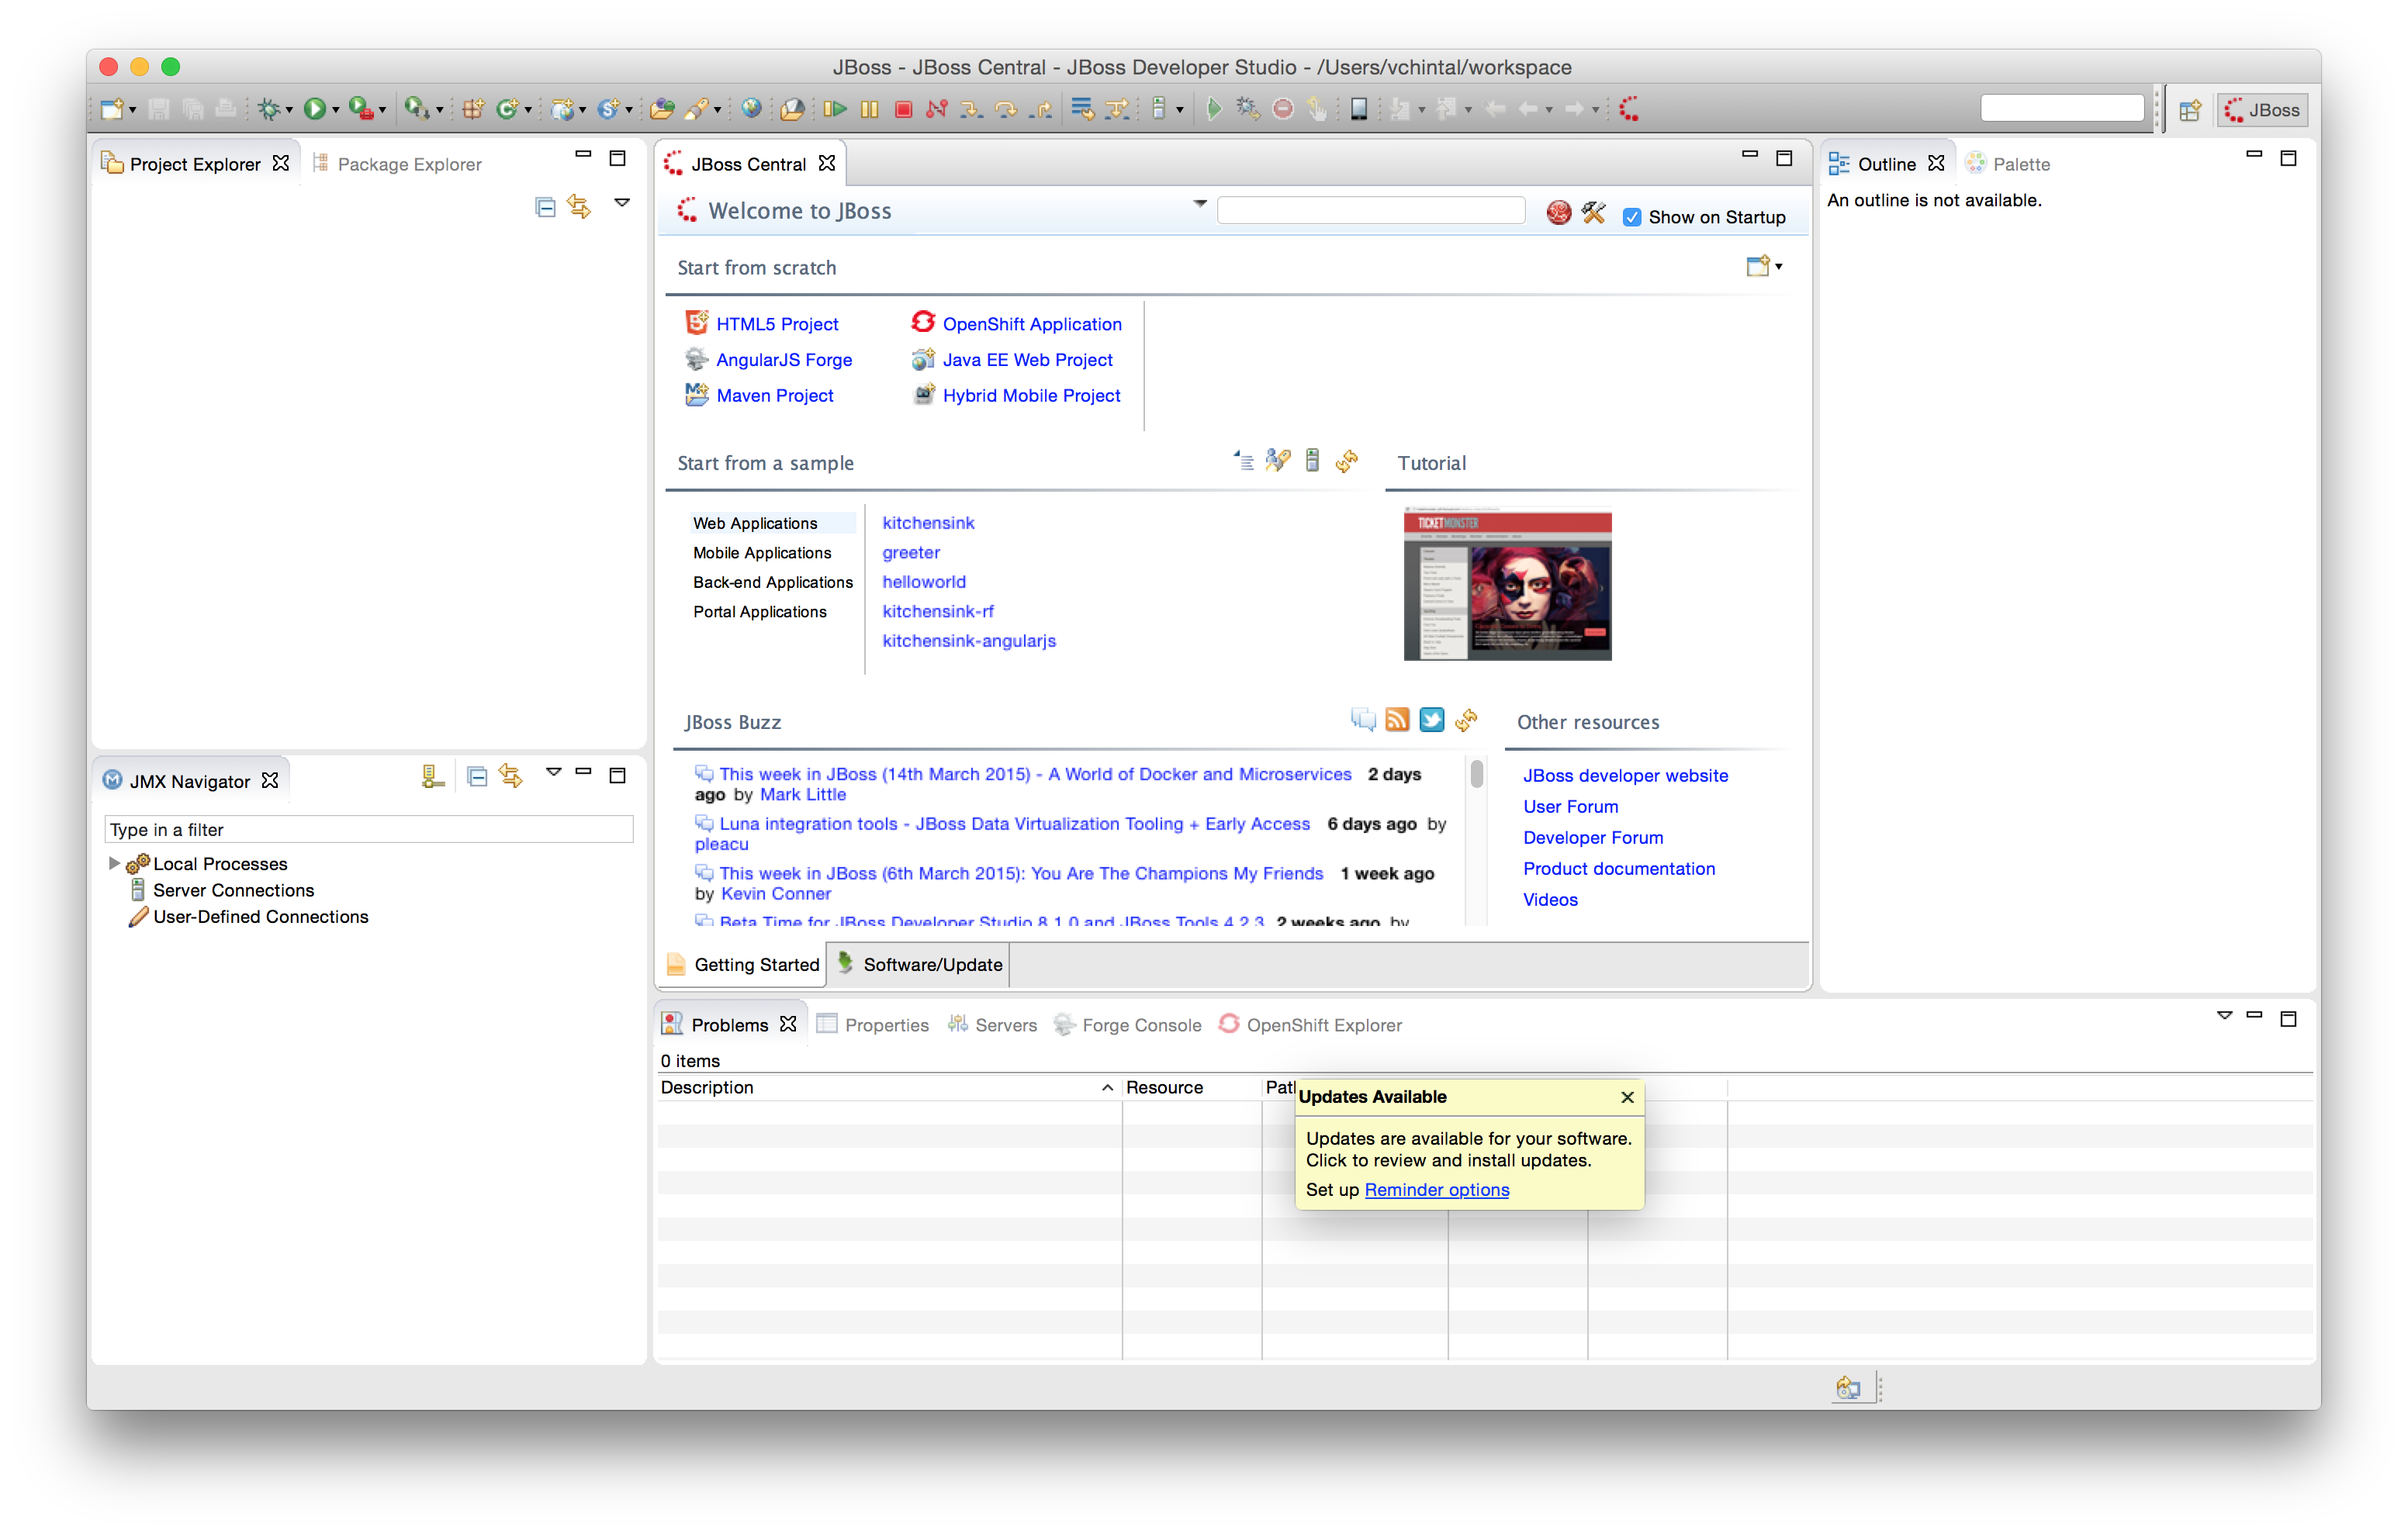 JBoss - JBoss Central - JBoss Developer Studio - /Users/vchintal/workspace
JBoss
Project Explorer
Package Explorer
JBoss Central
Welcome to JBoss
Show on Startup
Start from scratch
HTML5 Project
OpenShift Application
AngularJS Forge
Java EE Web Project
Maven Project
Hybrid Mobile Project
Start from a sample
Tutorial
Web Applications
Mobile Applications
Back-end Applications
Portal Applications
kitchensink
greeter
helloworld
kitchensink-rf
kitchensink-angularjs
TICKETMONSTER
JBoss Buzz
This week in JBoss (14th March 2015) - A World of Docker and Microservices 2 days
ago by Mark Little
Luna integration tools - JBoss Data Virtualization Tooling + Early Access 6 days ago by
pleacu
This week in JBoss (6th March 2015): You Are The Champions My Friends 1 week ago
by Kevin Conner
Beta Time for JBoss Developer Studio 8.1.0 and JBoss Tools 4.2.3 2 weeks ago by
Other resources
JBoss developer website
User Forum
Developer Forum
Product documentation
Videos
Getting Started
Software/Update
Outline
Palette
An outline is not available.
JMX Navigator
Type in a filter
Local Processes
Server Connections
User-Defined Connections
Problems
Properties
Servers
Forge Console
OpenShift Explorer
0 items
Description
Resource
Updates Available
Updates are available for your software.
Click to review and install updates.
Set up Reminder options